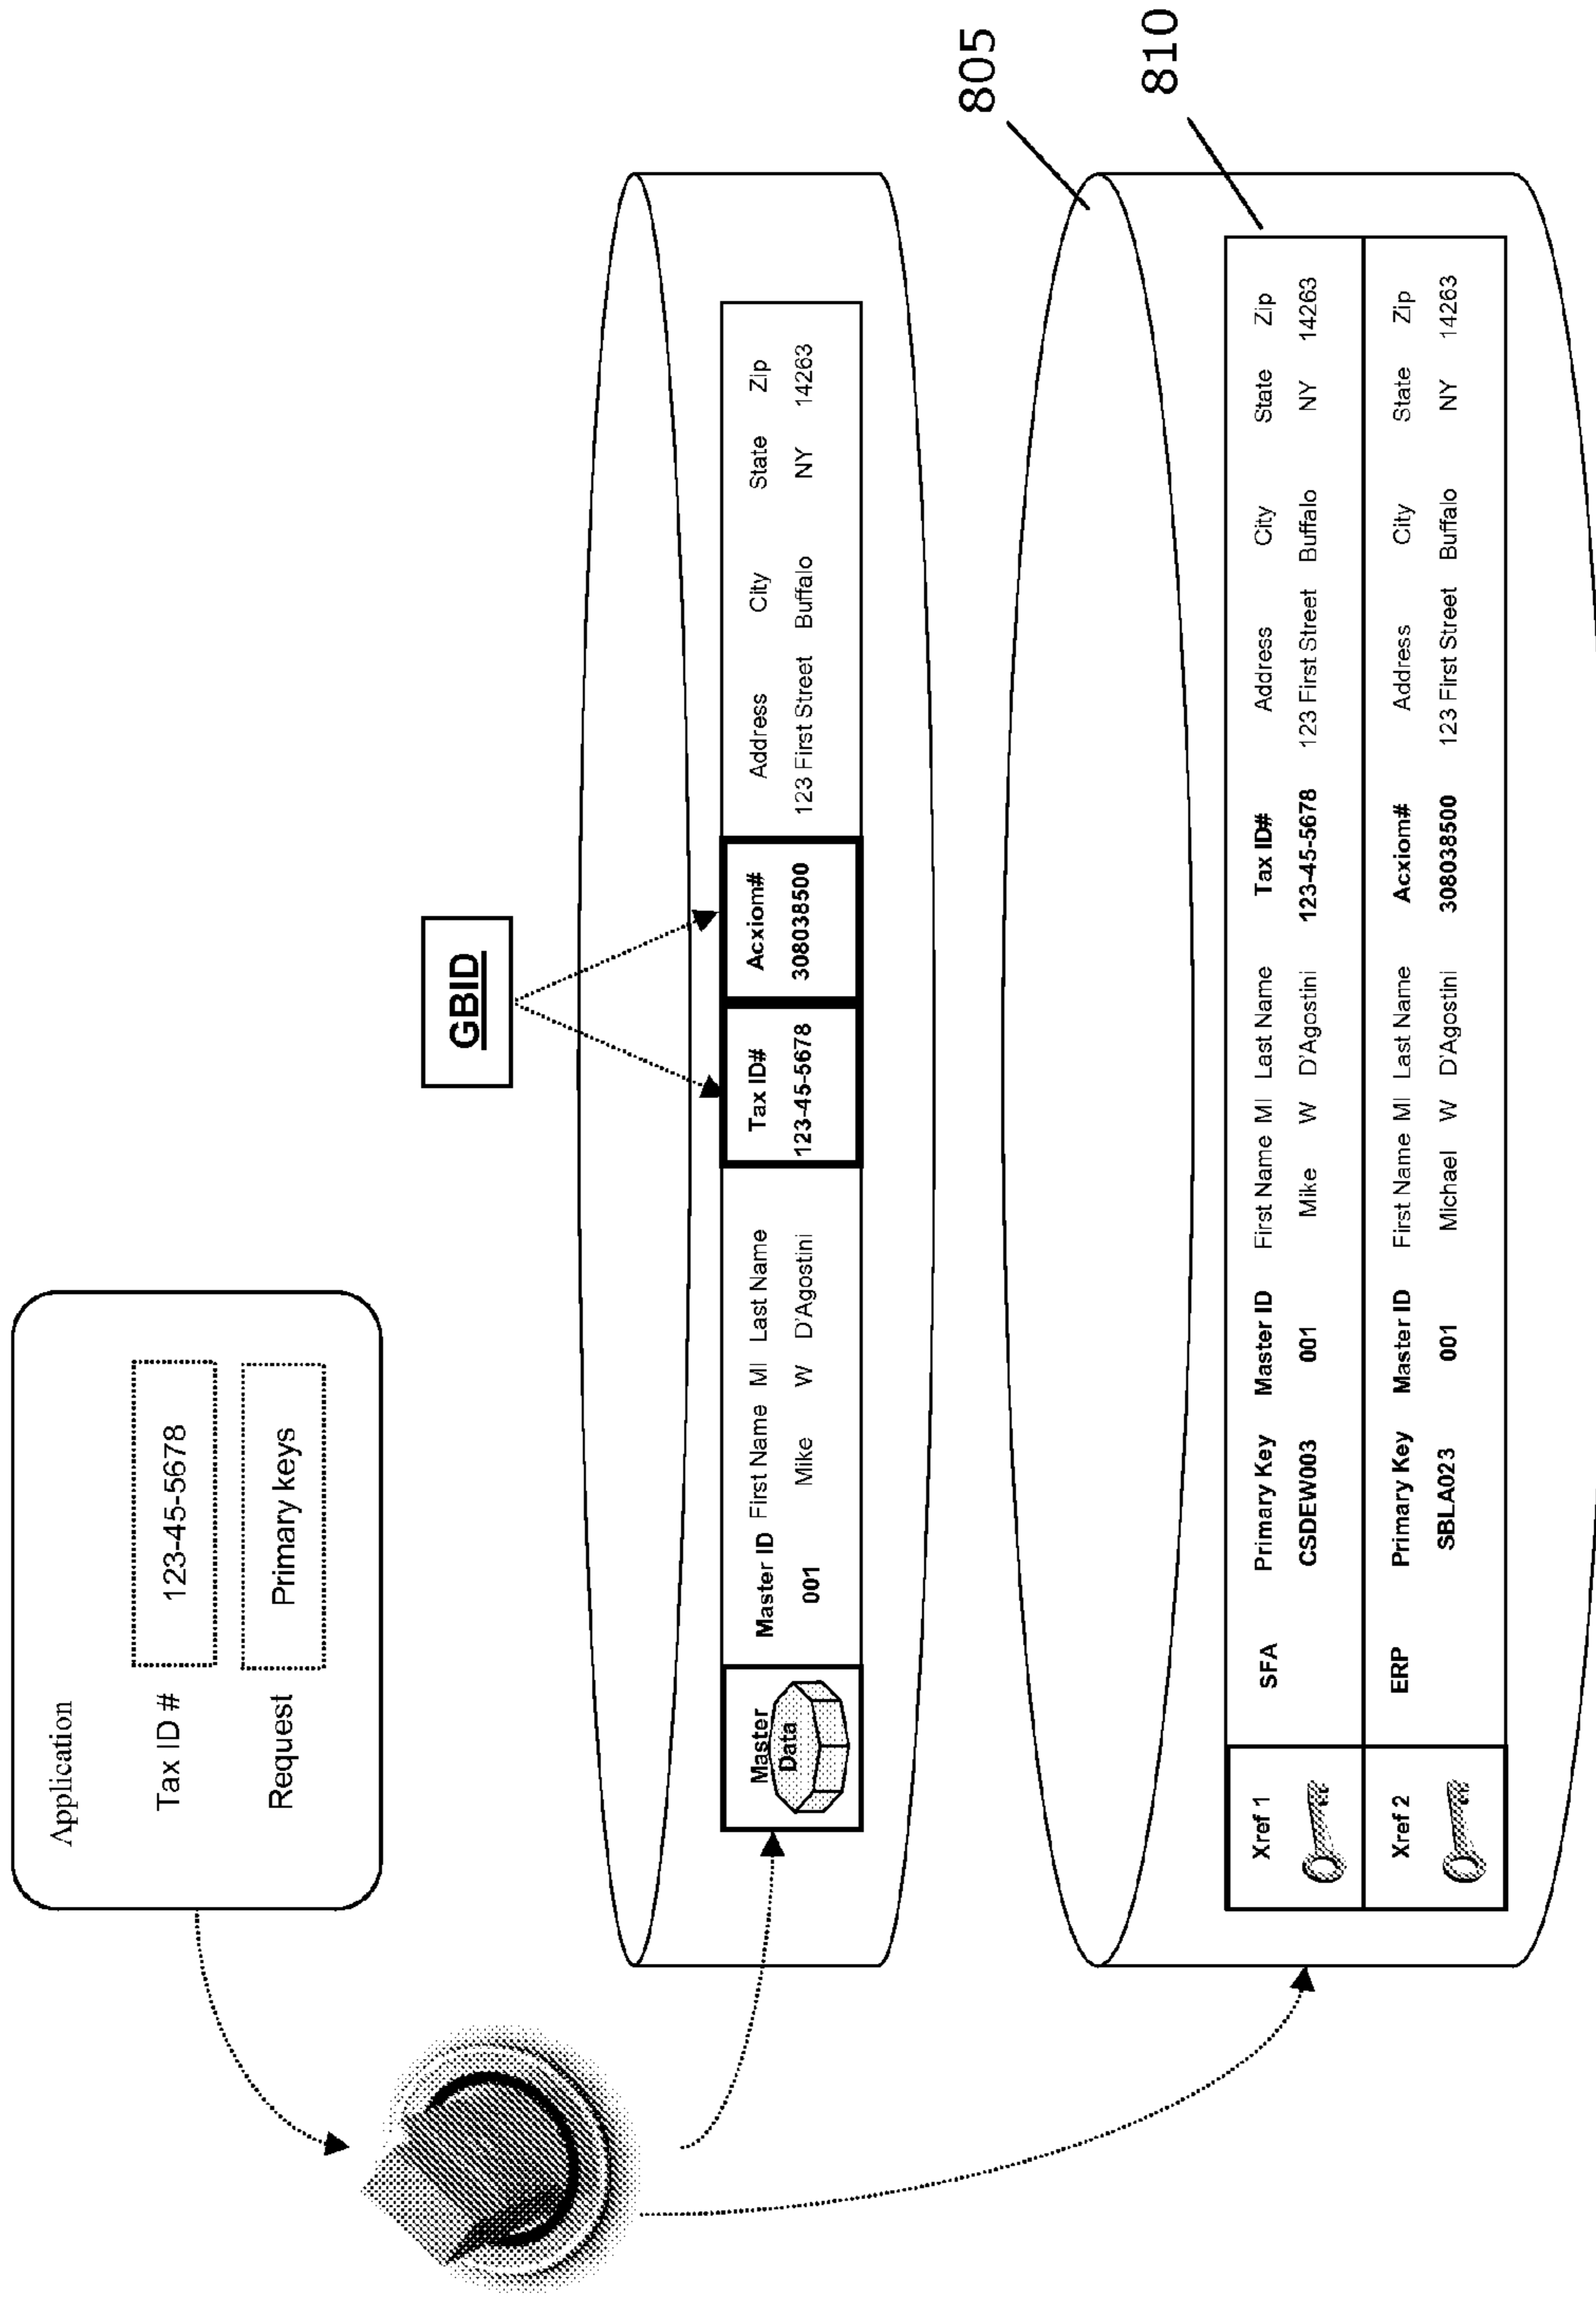 Application
Tax ID # 123-45-5678
Request Primary keys
GBID
Master Data
Master ID First Name MI Last Name Tax ID# Acxiom# Address City State Zip
001 Mike W D'Agostini 123-45-5678 308038500 123 First Street Buffalo NY 14263
805
810
Xref 1 SFA Primary Key Master ID First Name MI Last Name Tax ID# Address City State Zip
CSDEW003 001 Mike W D'Agostini 123-45-5678 123 First Street Buffalo NY 14263
Xref 2 ERP Primary Key Master ID First Name MI Last Name Acxiom# Address City State Zip
SBLA023 001 Michael W D'Agostini 308038500 123 First Street Buffalo NY 14263